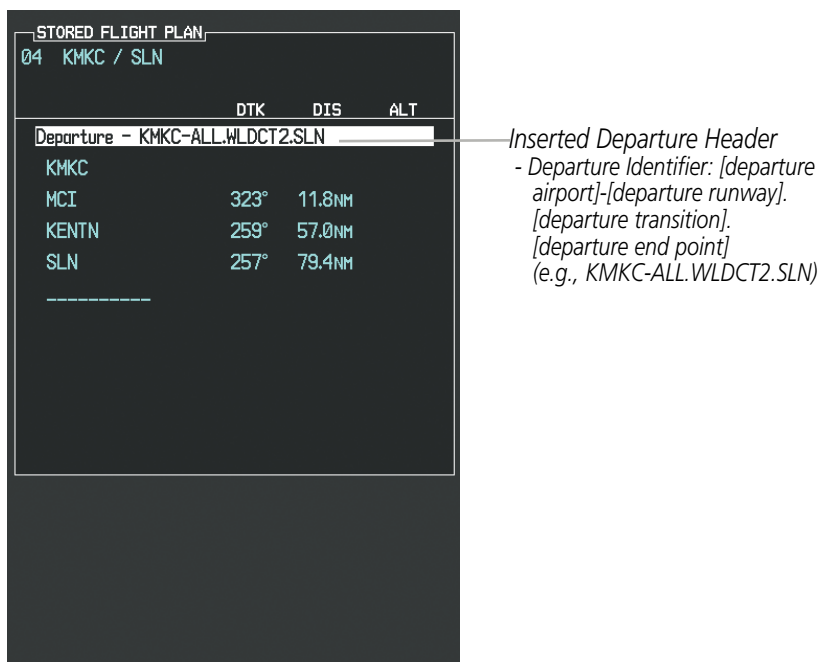 STORED FLIGHT PLAN
04 KMKC / SLN
DTK DIS ALT
Departure - KMKC-ALL.WLDCT2.SLN
KMKC
MCI 323° 11.8NM
KENTN 259° 57.0NM
SLN 257° 79.4NM
__________
Inserted Departure Header
- Departure Identifier: [departure
airport]-[departure runway].
[departure transition].
[departure end point]
(e.g., KMKC-ALL.WLDCT2.SLN)